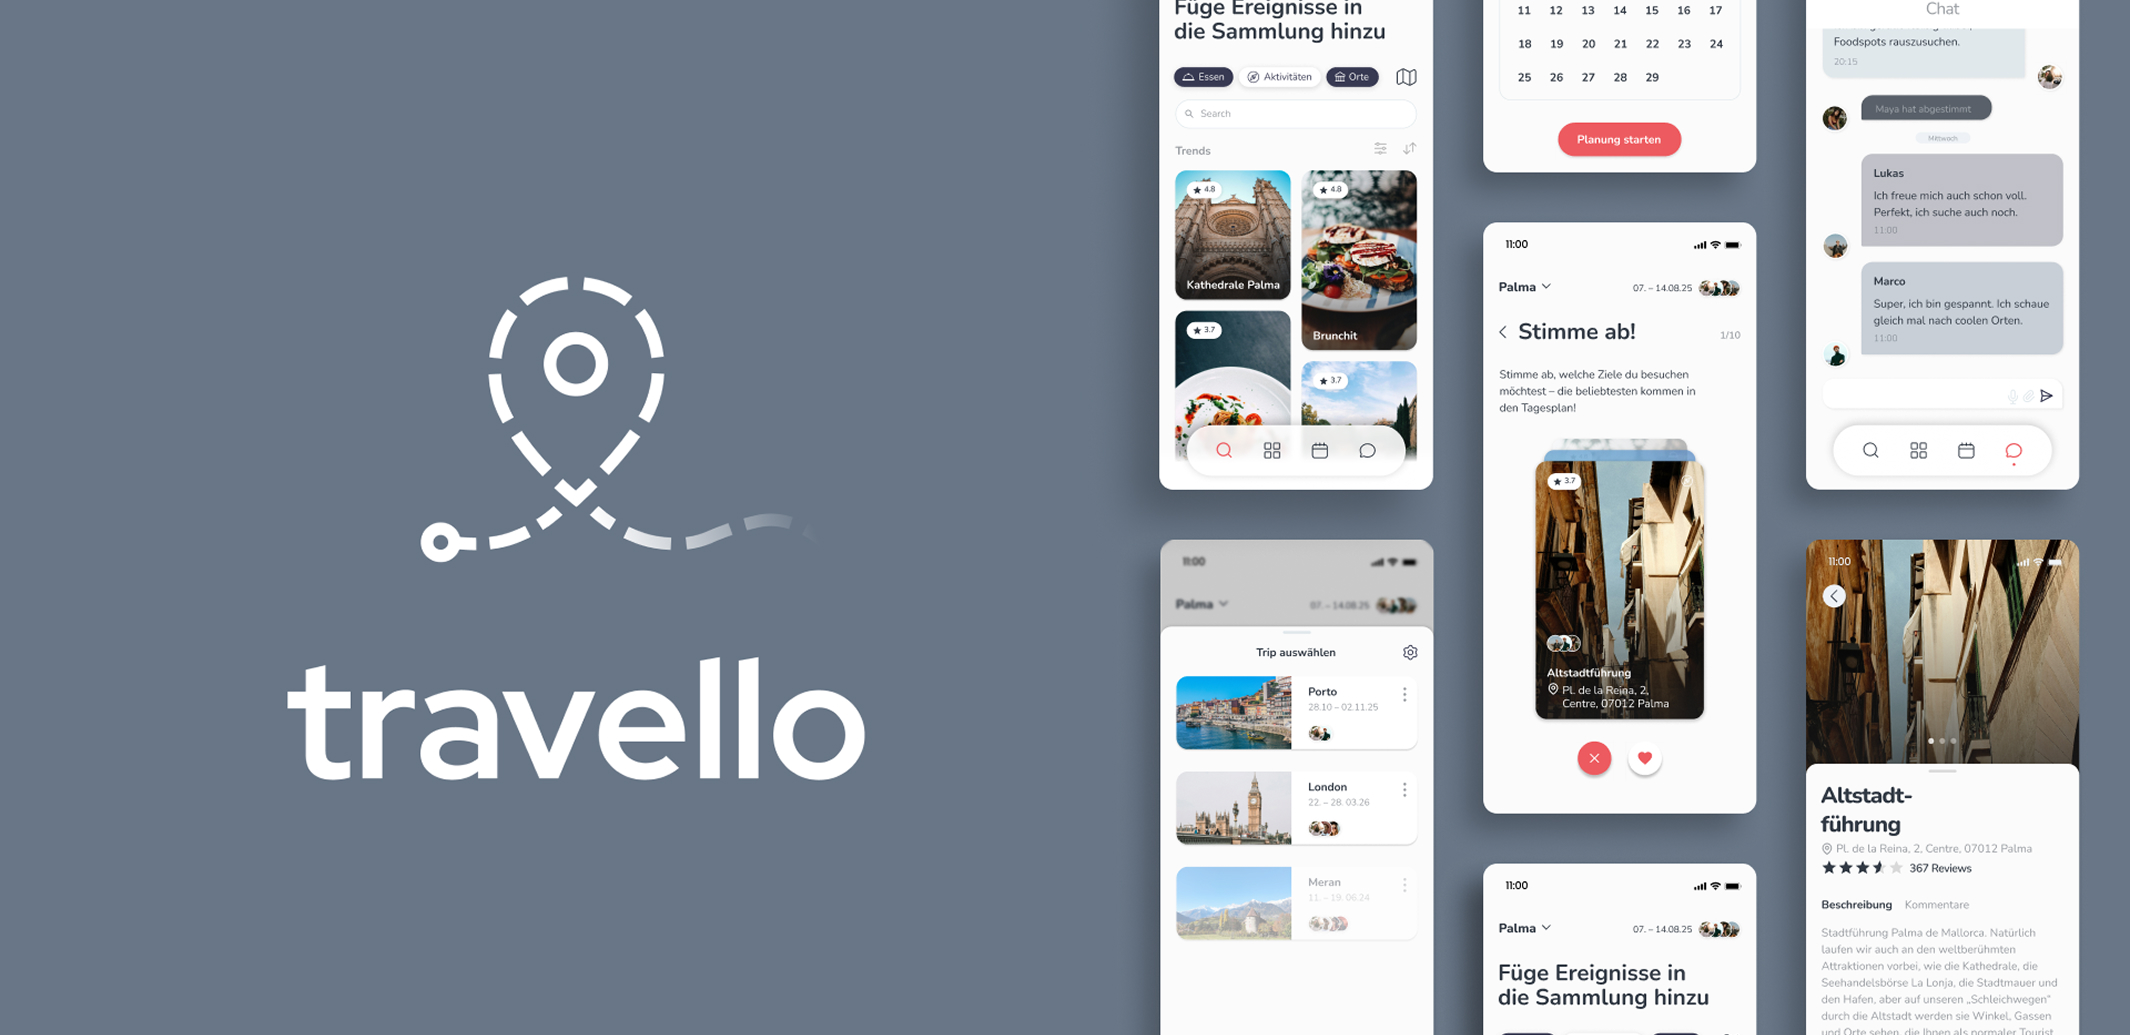 travello
Füge Ereignisse in
die Sammlung hinzu
Essen
Aktivitäten
Orte
Search
Trends
4.8
Kathedrale Palma
4.8
Brunchit
3.7
3.7
11:00
Palma
07. – 14.08.25
Trip auswählen
Porto
28.10 – 02.11.25
London
22. – 28. 03.26
Meran
11. – 19. 06.24
11 12 13 14 15 16 17
18 19 20 21 22 23 24
25 26 27 28 29
Planung starten
11:00
Palma
07. – 14.08.25
Stimme ab!
1/10
Stimme ab, welche Ziele du besuchen
möchtest – die beliebtesten kommen in
den Tagesplan!
3.7
Altstadtführung
Pl. de la Reina, 2,
Centre, 07012 Palma
11:00
Palma
07. – 14.08.25
Füge Ereignisse in
die Sammlung hinzu
Chat
Foodspots rauszusuchen.
20:15
Maya hat abgestimmt
Mittwoch
Lukas
Ich freue mich auch schon voll.
Perfekt, ich suche auch noch.
11:00
Marco
Super, ich bin gespannt. Ich schaue
gleich mal nach coolen Orten.
11:00
11:00
Altstadt-
führung
Pl. de la Reina, 2, Centre, 07012 Palma
367 Reviews
Beschreibung
Kommentare
Stadtführung Palma de Mallorca. Natürlich
laufen wir auch an den weltberühmten
Attraktionen vorbei, wie die Kathedrale, die
Seehandelsbörse La Lonja, die Stadtmauer und
den Hafen, aber auf unseren „Schleichwegen“
durch die Altstadt werden sie Winkel, Gassen
und Orte sehen, die Ihnen als normaler Tourist